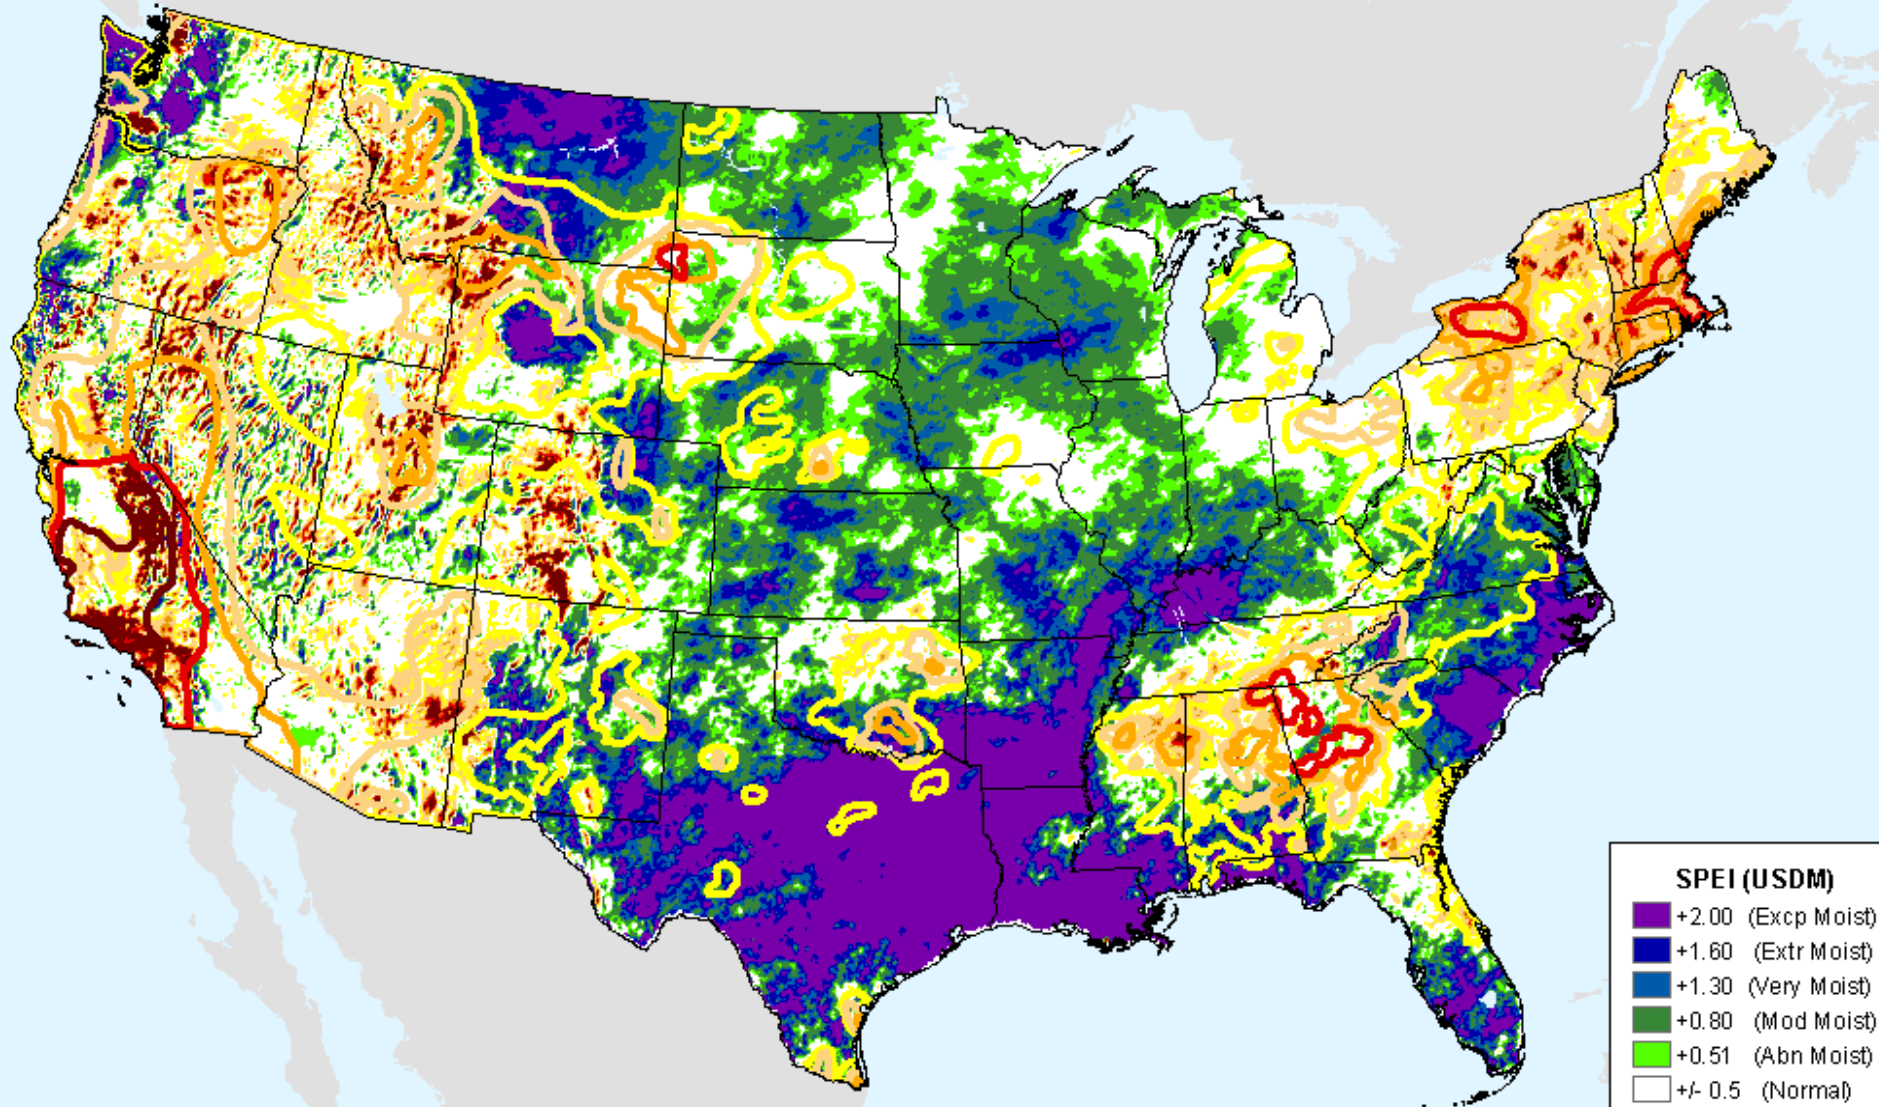 SPEI (USDM)
+2.00 (Excp Moist)
+1.60 (Extr Moist)
+1.30 (Very Moist)
+0.80 (Mod Moist)
+0.51 (Abn Moist)
+/- 0.5 (Normal)